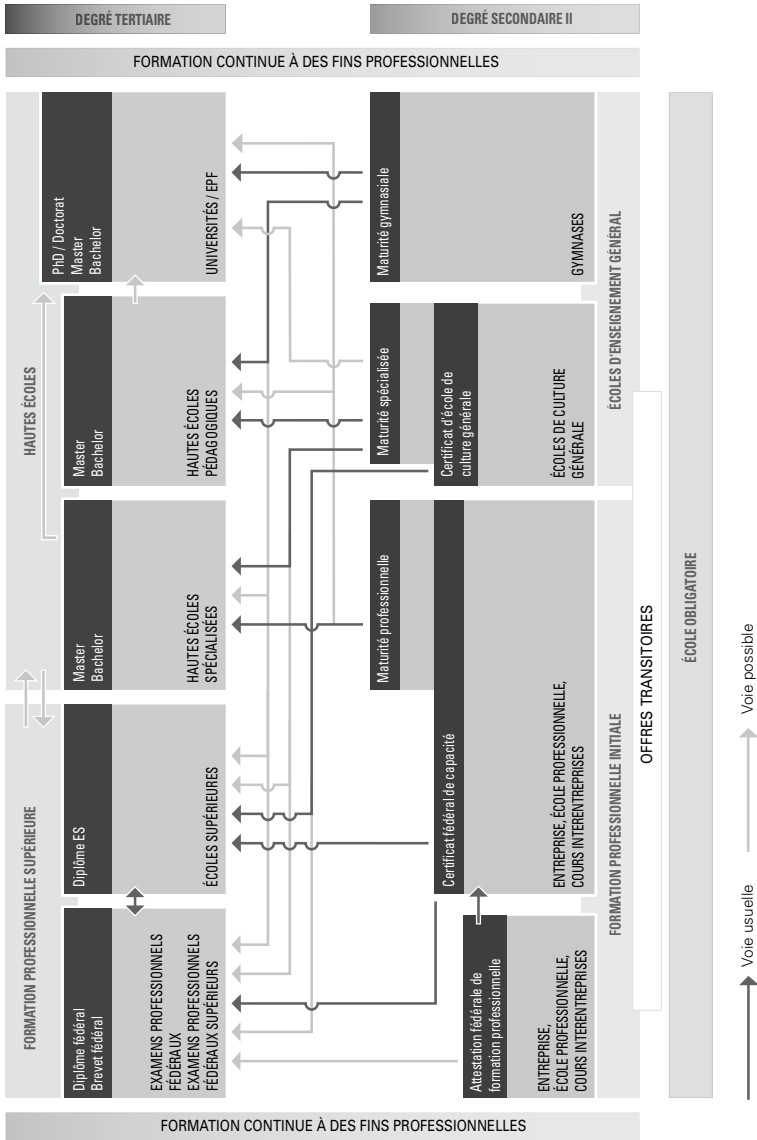 DEGRÉ TERTIAIRE
DEGRÉ SECONDAIRE II
FORMATION CONTINUE À DES FINS PROFESSIONNELLES
HAUTES ÉCOLES
PhD / Doctorat
Master
Bachelor
UNIVERSITÉS / EPF
Maturité gymnasiale
GYMNASES
Master
Bachelor
HAUTES ÉCOLES
PÉDAGOGIQUES
Maturité spécialisée
Certificat d'école de
culture générale
ÉCOLES DE CULTURE
GÉNÉRALE
ÉCOLES D'ENSEIGNEMENT GÉNÉRAL
Master
Bachelor
HAUTES ÉCOLES
SPÉCIALISÉES
Maturité professionnelle
FORMATION PROFESSIONNELLE SUPÉRIEURE
Diplôme ES
ÉCOLES SUPÉRIEURES
Certificat fédéral de capacité
ENTREPRISE, ÉCOLE PROFESSIONNELLE,
COURS INTERENTREPRISES
Diplôme fédéral
Brevet fédéral
EXAMENS PROFESSIONNELS
FÉDÉRAUX
EXAMENS PROFESSIONNELS
FÉDÉRAUX SUPÉRIEURS
Attestation fédérale de
formation professionnelle
ENTREPRISE,
ÉCOLE PROFESSIONNELLE,
COURS INTERENTREPRISES
FORMATION PROFESSIONNELLE INITIALE
OFFRES TRANSITOIRES
ÉCOLE OBLIGATOIRE
FORMATION CONTINUE À DES FINS PROFESSIONNELLES
Voie usuelle
Voie possible